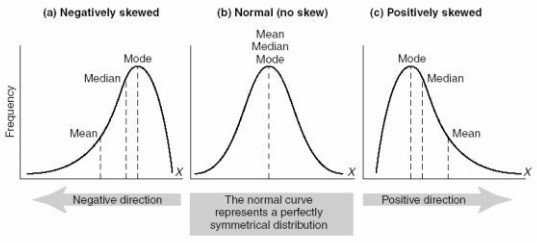 (a) Negatively skewed
(b) Normal (no skew)
(c) Positively skewed
Mean
Median
Mode
Mode
Median
Mean
Mode
Median
Mean
Frequency
X
X
X
Negative direction
The normal curve
represents a perfectly
symmetrical distribution
Positive direction